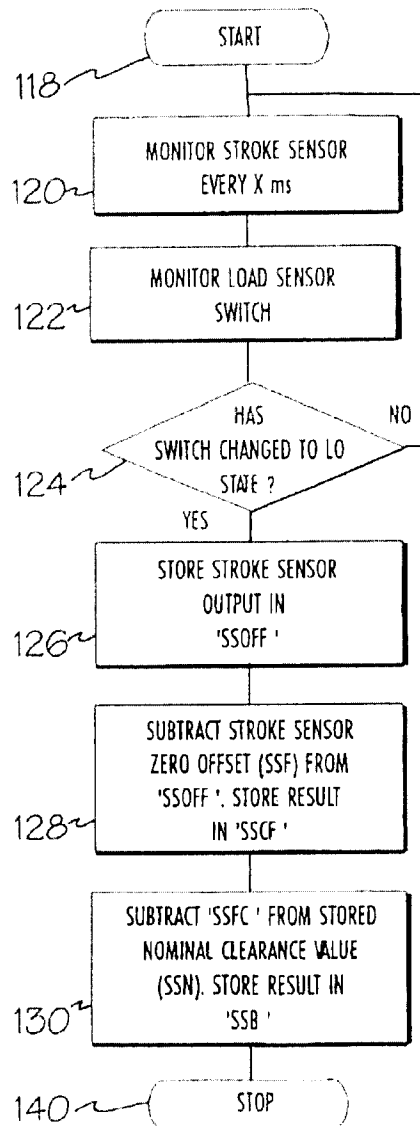 START
118
MONITOR STROKE SENSOR
EVERY X ms
120
MONITOR LOAD SENSOR
SWITCH
122
HAS
NO
SWITCH CHANGED TO LO
STATE ?
124
YES
STORE STROKE SENSOR
OUTPUT IN
'SSOFF '
126
SUBTRACT STROKE SENSOR
ZERO OFFSET (SSF) FROM
'SSOFF '. STORE RESULT
IN 'SSCF '
128
SUBTRACT 'SSFC ' FROM STORED
NOMINAL CLEARANCE VALUE
(SSN). STORE RESULT IN
'SSB '
130
STOP
140